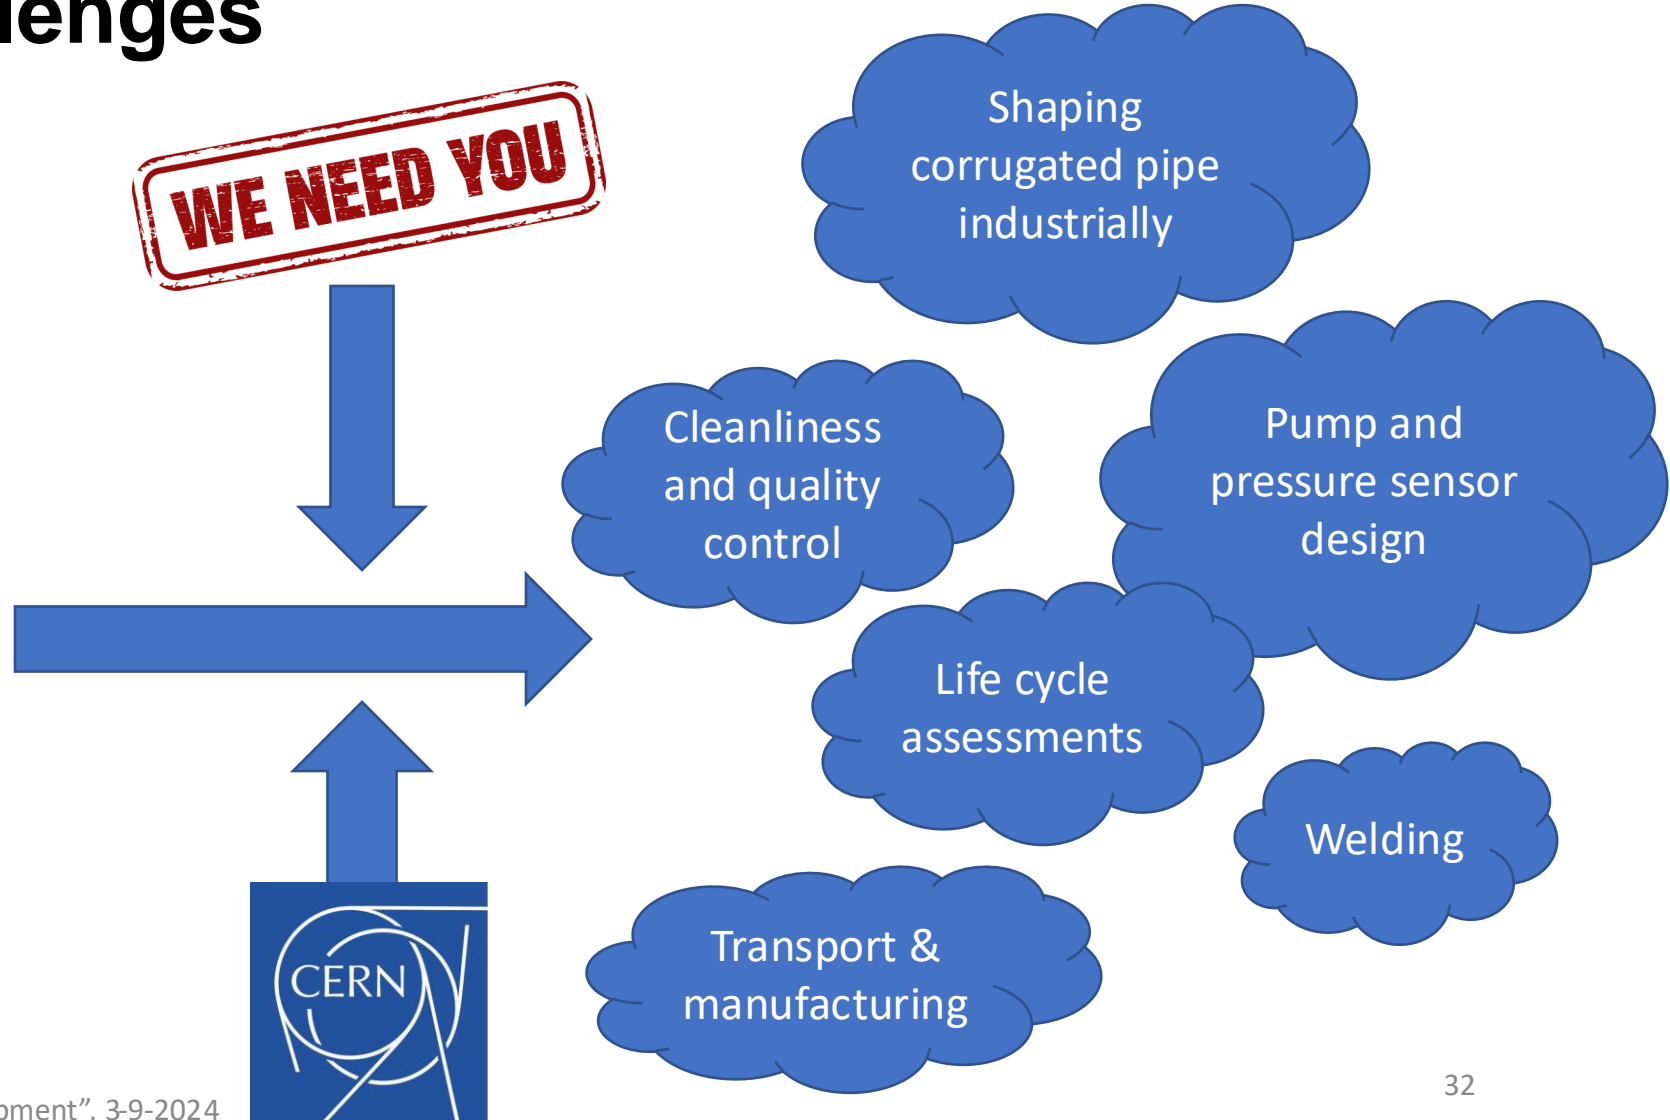 lenges
WE NEED YOU
Shaping
corrugated pipe
industrially
Cleanliness
and quality
control
Pump and
pressure sensor
design
Life cycle
assessments
Welding
Transport &
manufacturing
CERN
pment”, 3-9-2024
32